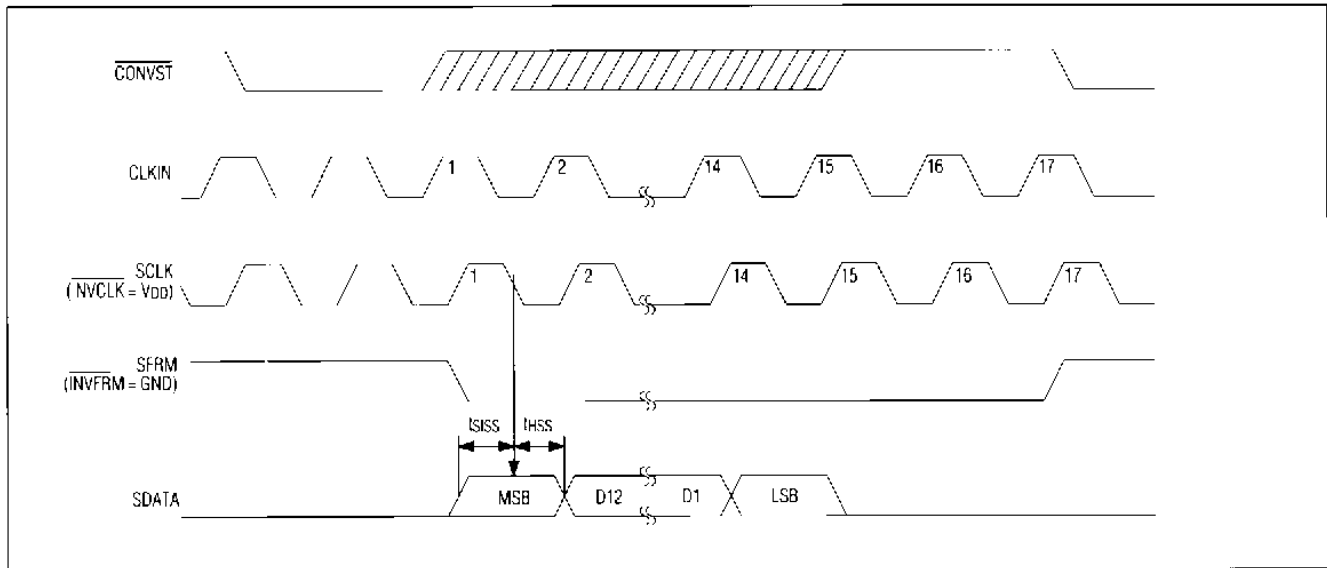 CONVST
CLKIN
1 2 14 15 16 17
SCLK
( NVCLK = VDD)
1 2 14 15 16 17
SFRM
(INVFRM = GND)
tSISS tHSS
SDATA
MSB D12 D1 LSB